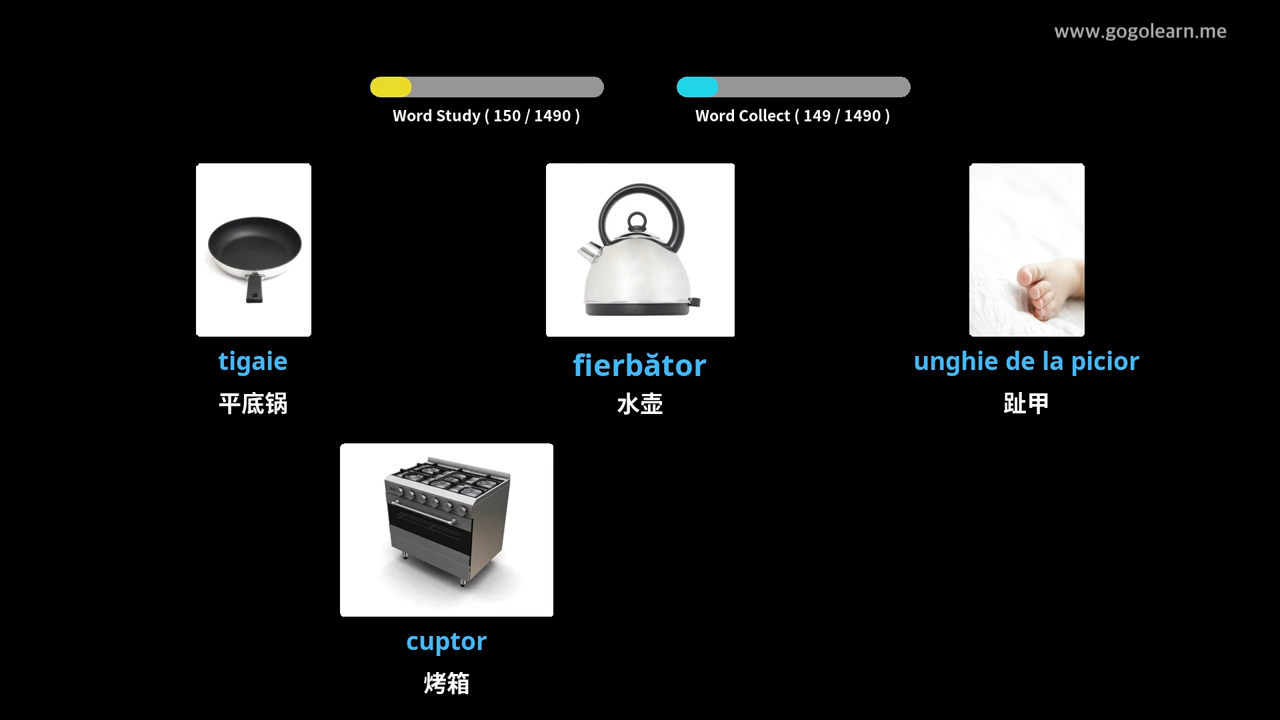 www.gogolearn.me
Word Study ( 150 / 1490 )
Word Collect ( 149 / 1490 )
tigaie
平底锅
fierbător
水壶
unghie de la picior
趾甲
cuptor
烤箱